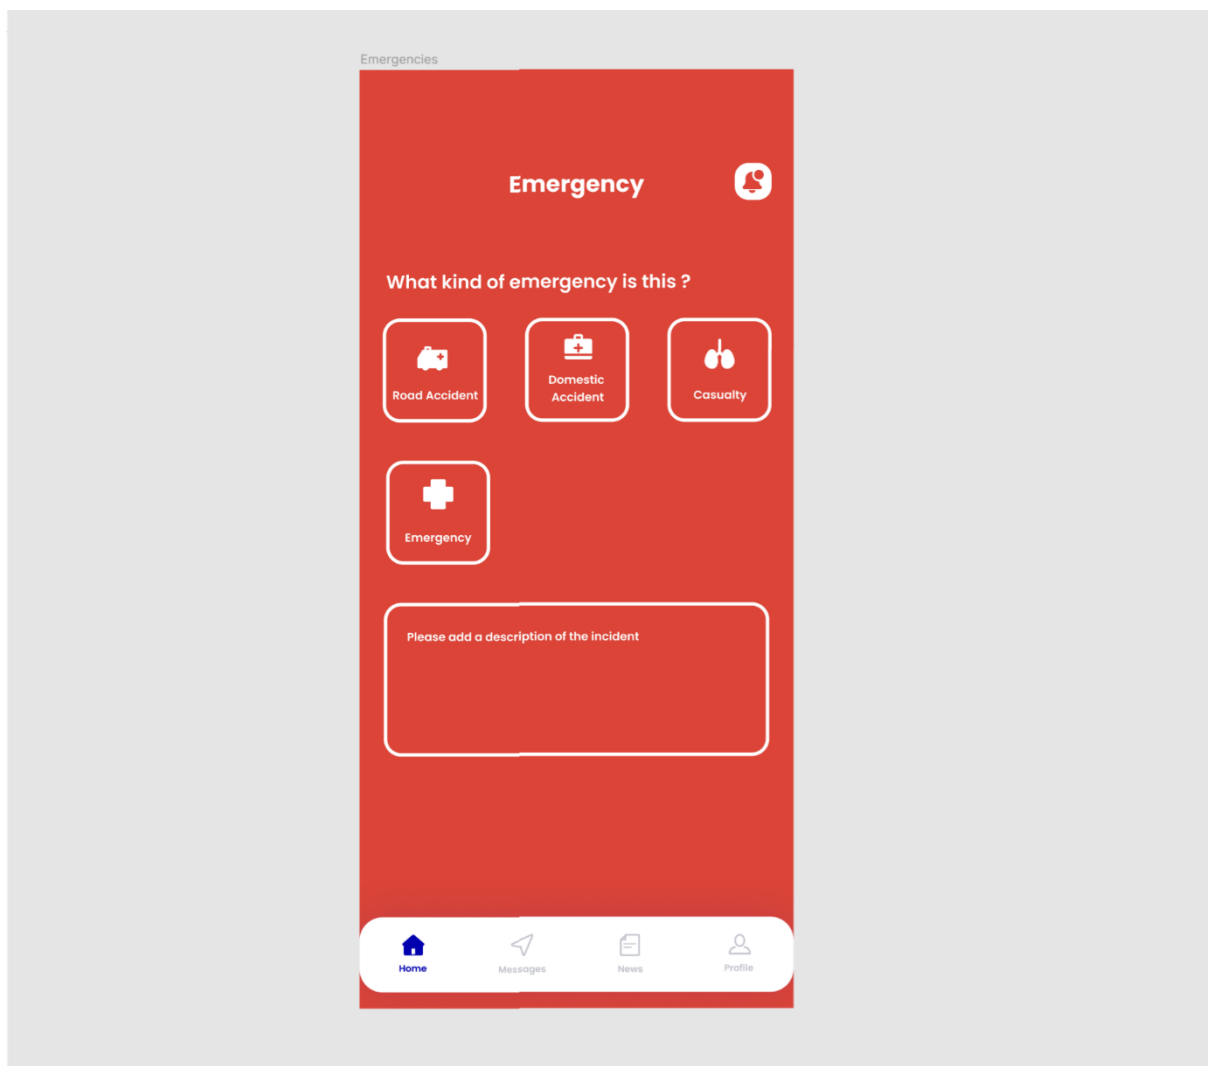 Emergencies
Emergency
What kind of emergency is this ?
Road Accident
Domestic
Accident
Casualty
Emergency
Please add a description of the incident
Home
Messages
News
Profile